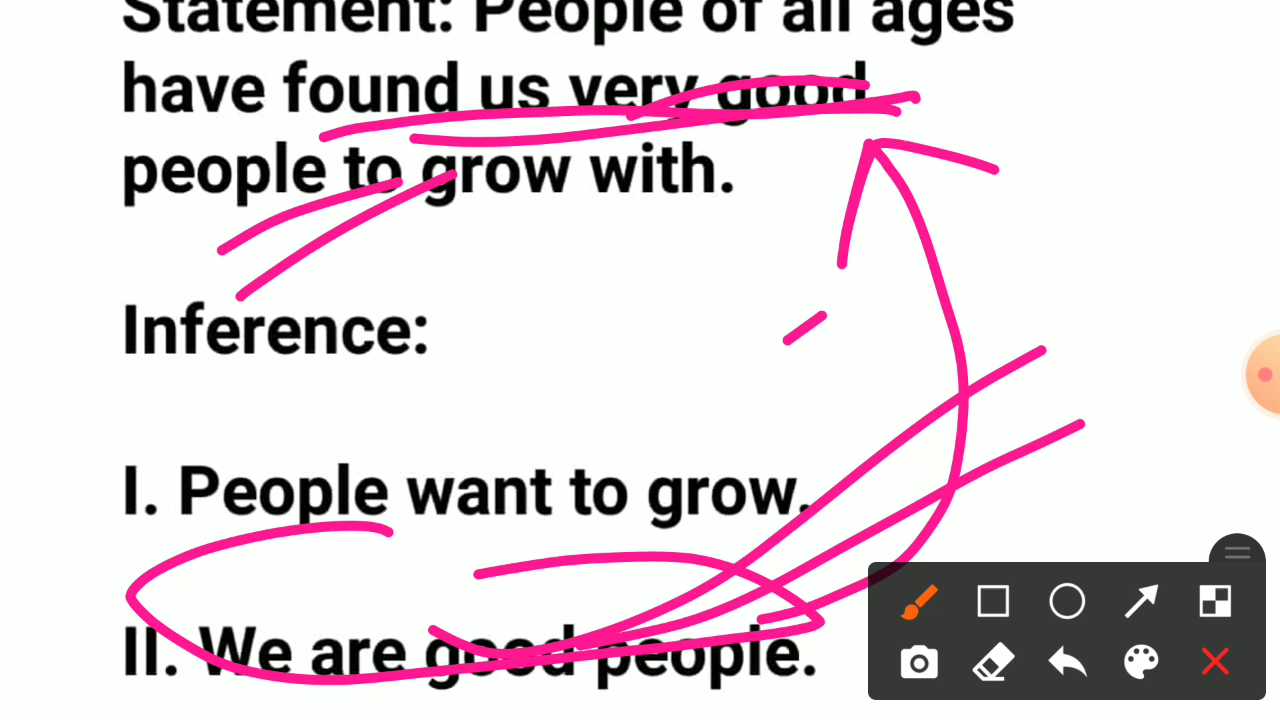 Statement: People of all ages
have found us very good
people to grow with.
Inference:
I. People want to grow.
II. We are good people.